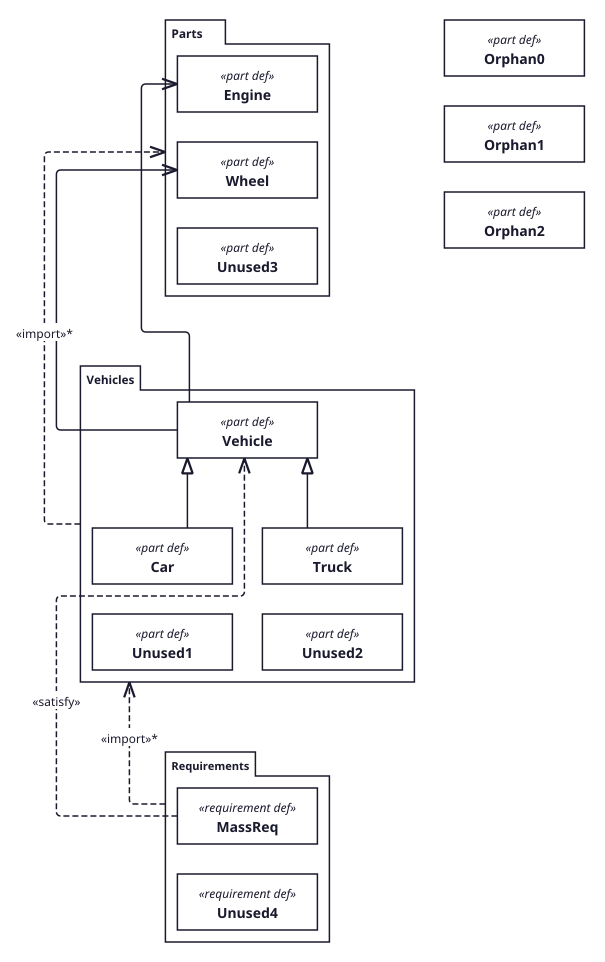 Parts
«part def»
Engine
«part def»
Wheel
«part def»
Unused3
«part def»
Orphan0
«part def»
Orphan1
«part def»
Orphan2
«import»*
Vehicles
«part def»
Vehicle
«part def»
Car
«part def»
Truck
«part def»
Unused1
«part def»
Unused2
«satisfy»
«import»*
Requirements
«requirement def»
MassReq
«requirement def»
Unused4